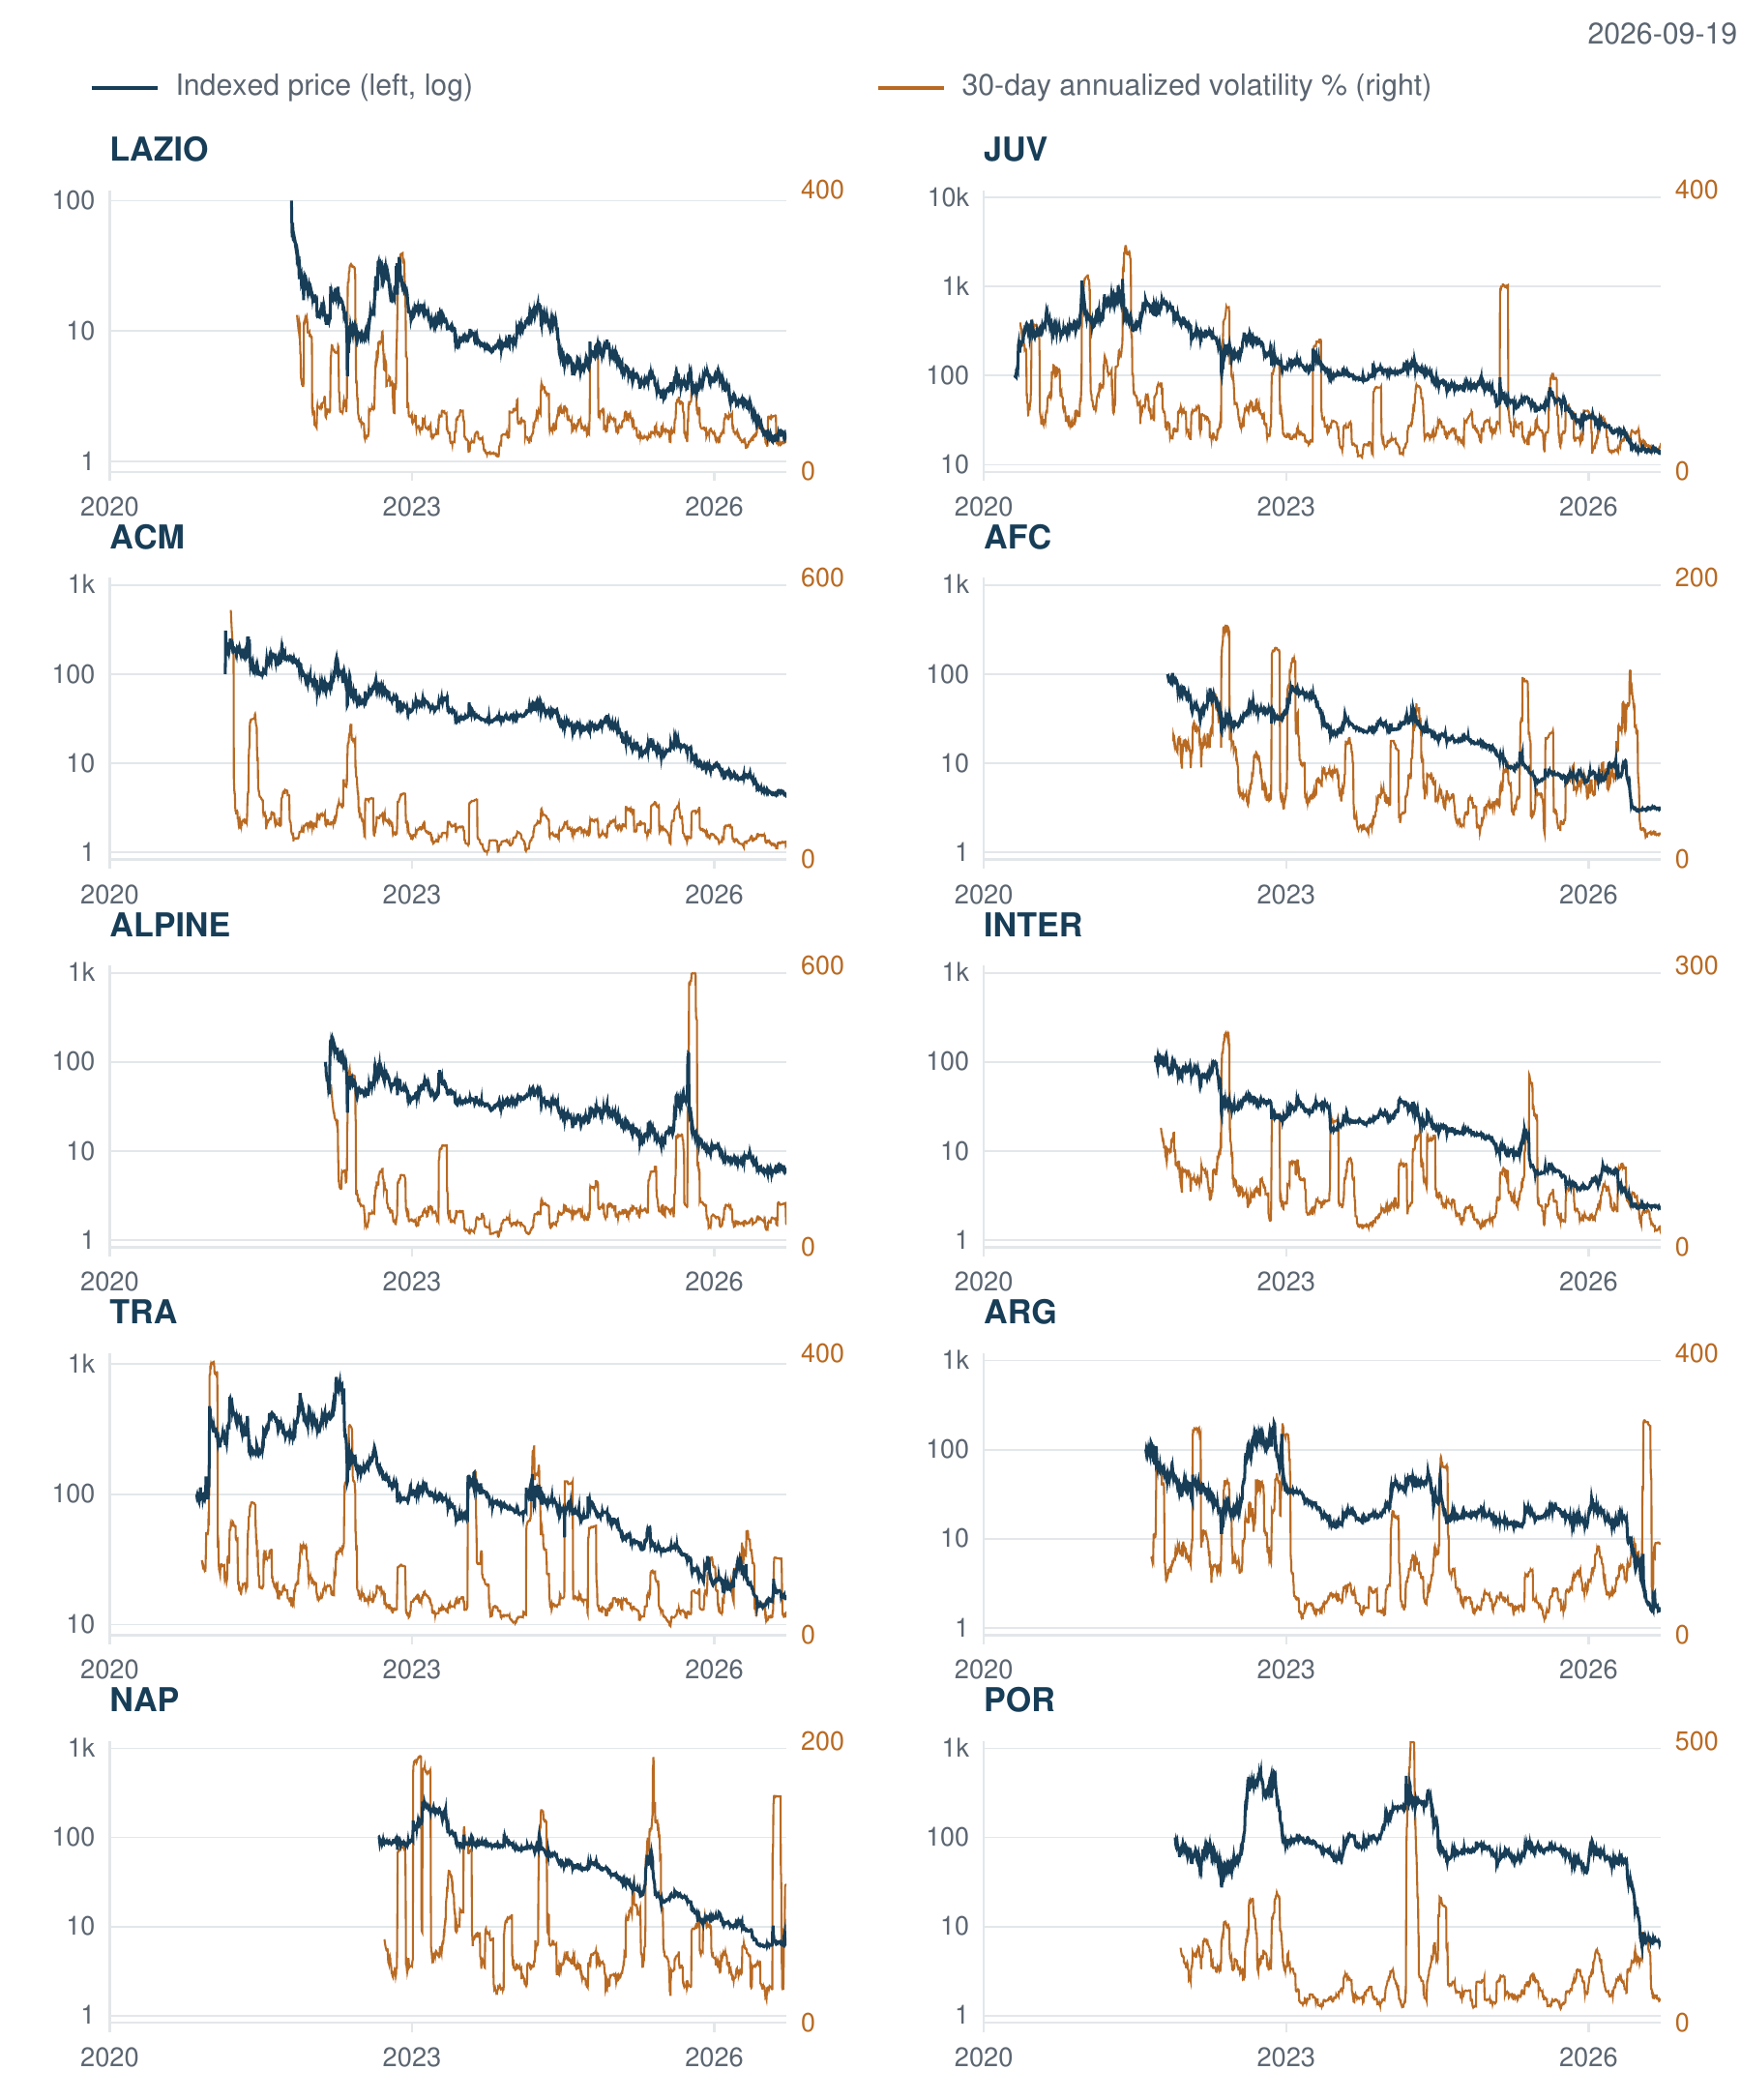 2026-09-19
Indexed price (left, log) 30-day annualized volatility % (right)
LAZIO JUV
100 10
1 400 0
2020 2023 2026
10k 1k 100 10 400 0
2020 2023 2026
ACM AFC
1k 100 10 1 600 0
2020 2023 2026
1k 100 10 1 200 0
2020 2023 2026
ALPINE INTER
1k 100 10 1 600 0
2020 2023 2026
1k 100 10 1 300 0
2020 2023 2026
TRA ARG
1k 100 10 400 0
2020 2023 2026
1k 100 10 1 400 0
2020 2023 2026
NAP POR
1k 100 10 1 200 0
2020 2023 2026
1k 100 10 1 500 0
2020 2023 2026